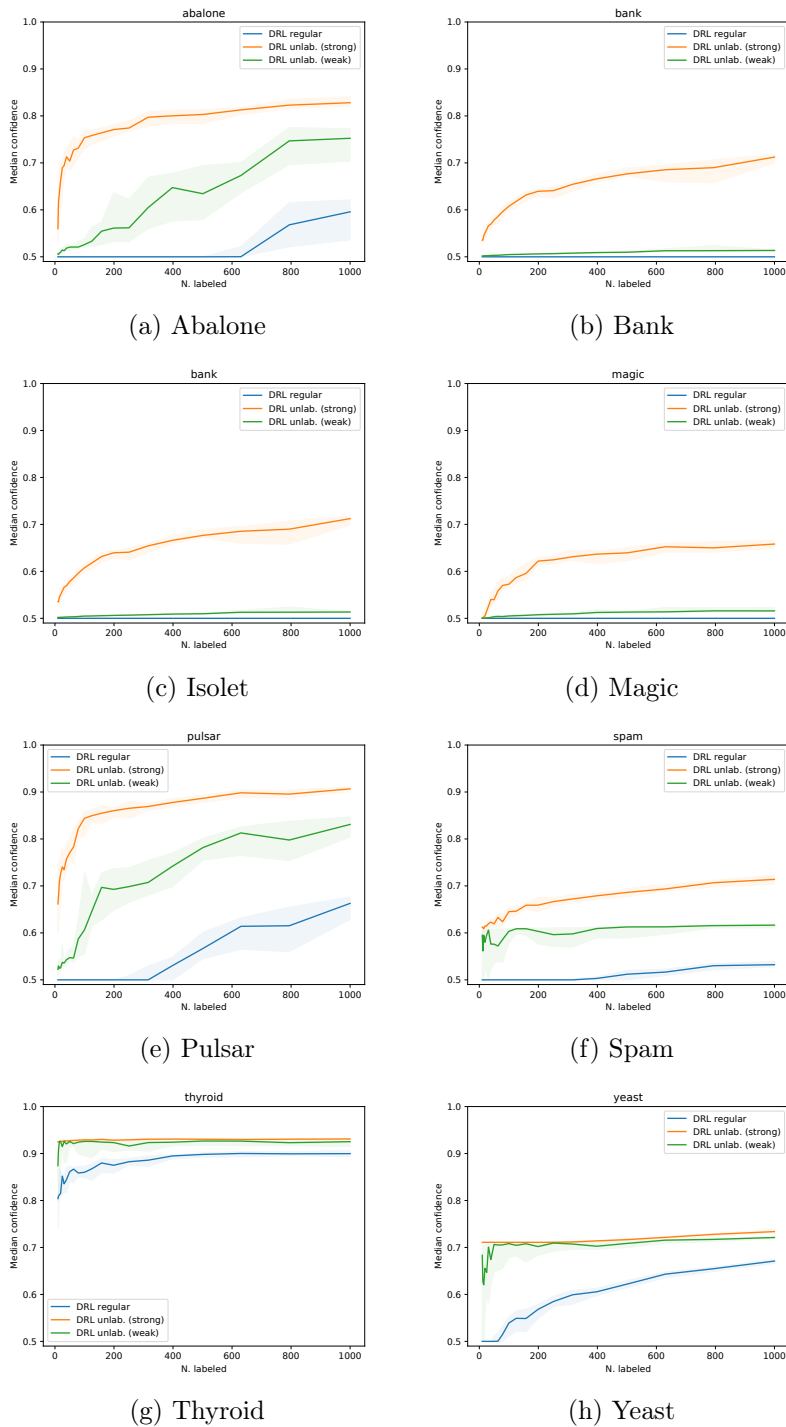 abalone
1.0
0.9
0.8
0.7
0.6
0.5
Median confidence
0
200
400
600
800
1000
N. labeled
DRL regular
DRL unlab. (strong)
DRL unlab. (weak)
(a) Abalone
bank
1.0
0.9
0.8
0.7
0.6
0.5
Median confidence
0
200
400
600
800
1000
N. labeled
DRL regular
DRL unlab. (strong)
DRL unlab. (weak)
(b) Bank
bank
1.0
0.9
0.8
0.7
0.6
0.5
Median confidence
0
200
400
600
800
1000
N. labeled
DRL regular
DRL unlab. (strong)
DRL unlab. (weak)
(c) Isolet
magic
1.0
0.9
0.8
0.7
0.6
0.5
Median confidence
0
200
400
600
800
1000
N. labeled
DRL regular
DRL unlab. (strong)
DRL unlab. (weak)
(d) Magic
pulsar
1.0
0.9
0.8
0.7
0.6
0.5
Median confidence
0
200
400
600
800
1000
N. labeled
DRL regular
DRL unlab. (strong)
DRL unlab. (weak)
(e) Pulsar
spam
1.0
0.9
0.8
0.7
0.6
0.5
Median confidence
0
200
400
600
800
1000
N. labeled
DRL regular
DRL unlab. (strong)
DRL unlab. (weak)
(f) Spam
thyroid
1.0
0.9
0.8
0.7
0.6
0.5
Median confidence
0
200
400
600
800
1000
N. labeled
DRL regular
DRL unlab. (strong)
DRL unlab. (weak)
(g) Thyroid
yeast
1.0
0.9
0.8
0.7
0.6
0.5
Median confidence
0
200
400
600
800
1000
N. labeled
DRL regular
DRL unlab. (strong)
DRL unlab. (weak)
(h) Yeast